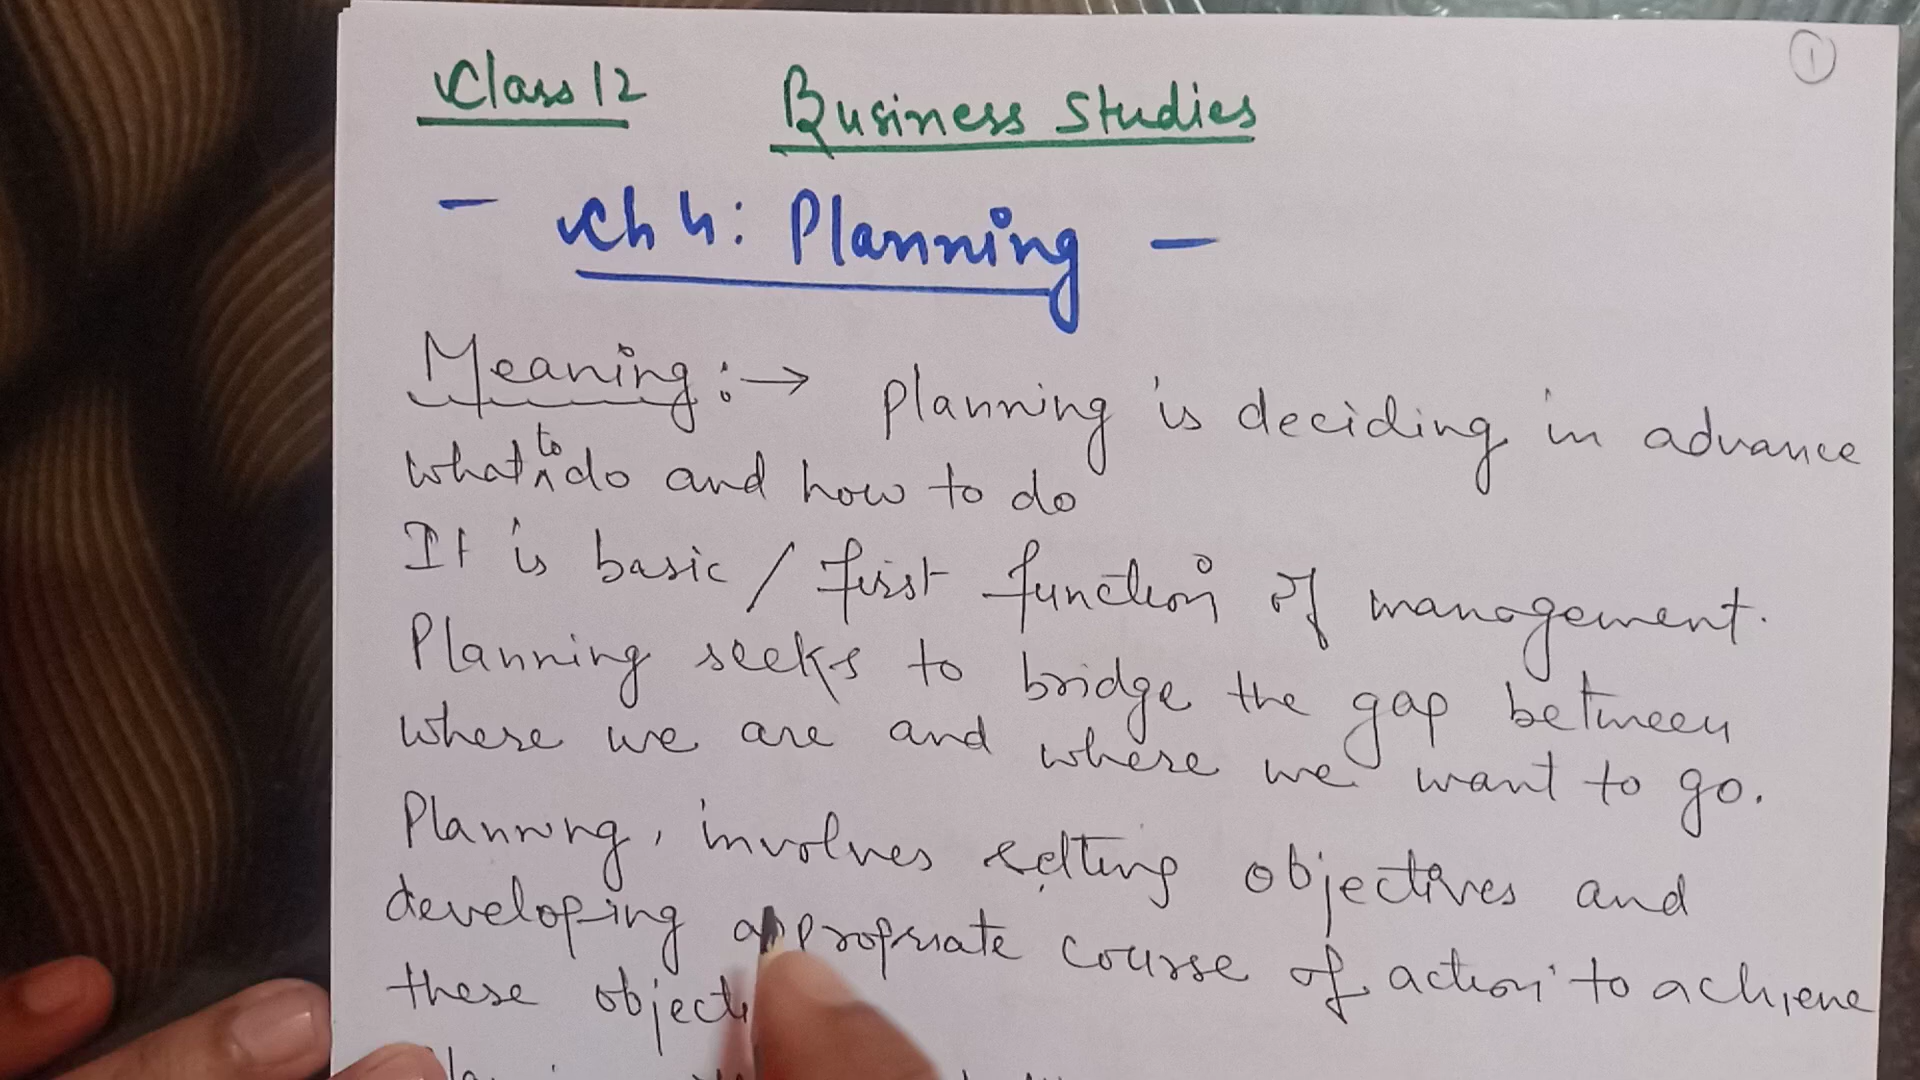 1
Class 12 Business Studies
- Ch 4: Planning -
Meaning :→ Planning is deciding in advance
what to do and how to do
It is basic / first function of management.
Planning seeks to bridge the gap between
where we are and where we want to go.
Planning, involves setting objectives and
developing appropriate course of action to achieve
these